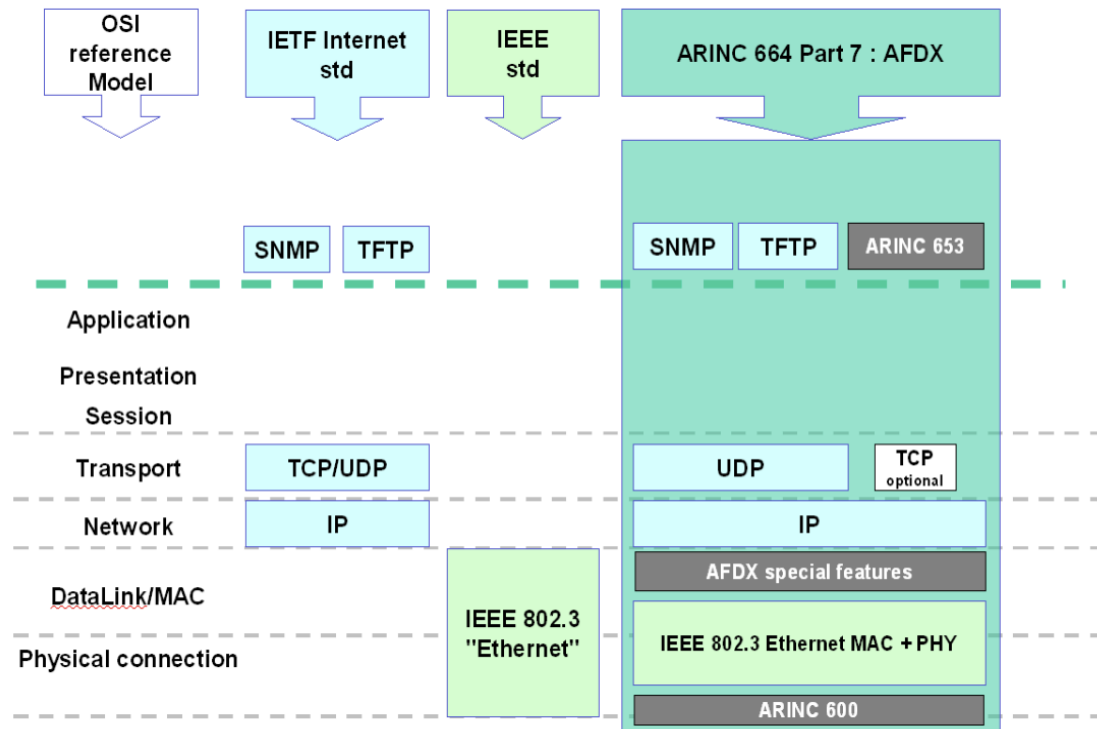 OSI
reference
Model
IETF Internet
std
IEEE
std
ARINC 664 Part 7 : AFDX
SNMP
TFTP
SNMP
TFTP
ARINC 653
Application
Presentation
Session
Transport
TCP/UDP
UDP
TCP
optional
Network
IP
IP
DataLink/MAC
AFDX special features
IEEE 802.3
"Ethernet"
IEEE 802.3 Ethernet MAC + PHY
Physical connection
ARINC 600